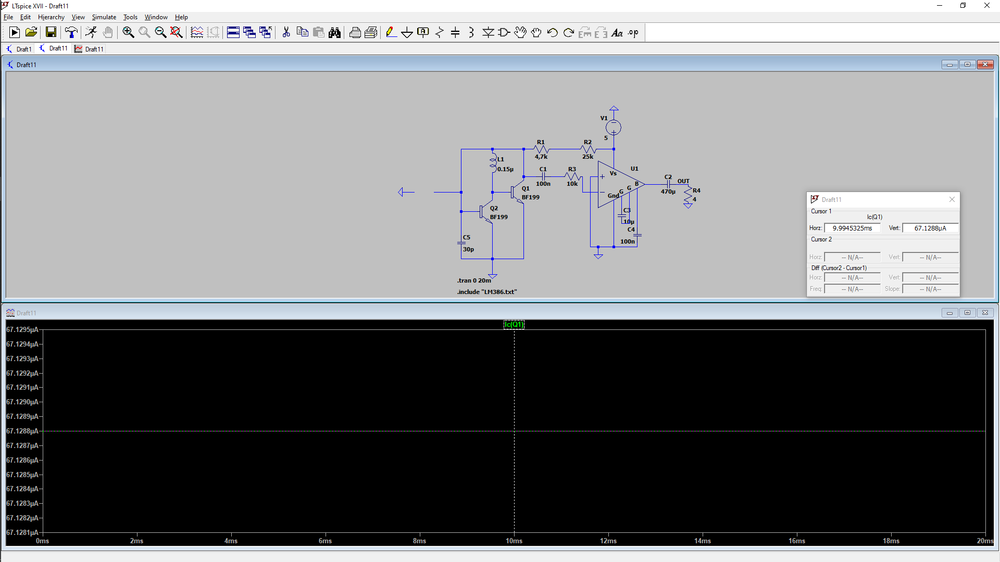 LTspice XVII - Draft11
File Edit Hierarchy View Simulate Tools Window Help
Draft1 Draft11 Draft11
Draft11
V1
5
R1
4,7k
R2
25k
L1
0.15µ
C1
100n
R3
10k
Q1
BF199
Q2
BF199
C5
30p
U1
Vs
Gnd
G
G
B
C3
10µ
C4
100n
C2
470µ
OUT
R4
4
.tran 0 20m
.include "LM386.txt"
Draft11
Cursor 1
Ic(Q1)
Horz: 9.9945325ms Vert: 67.1288µA
Cursor 2
Horz: -- N/A-- Vert: -- N/A--
Diff (Cursor2 - Cursor1)
Horz: -- N/A-- Vert: -- N/A--
Freq: -- N/A-- Slope: -- N/A--
Draft11
Ic(Q1)
67.1295µA
67.1294µA
67.1293µA
67.1292µA
67.1291µA
67.1290µA
67.1289µA
67.1288µA
67.1287µA
67.1286µA
67.1285µA
67.1284µA
67.1283µA
67.1282µA
67.1281µA
0ms 2ms 4ms 6ms 8ms 10ms 12ms 14ms 16ms 18ms 20ms